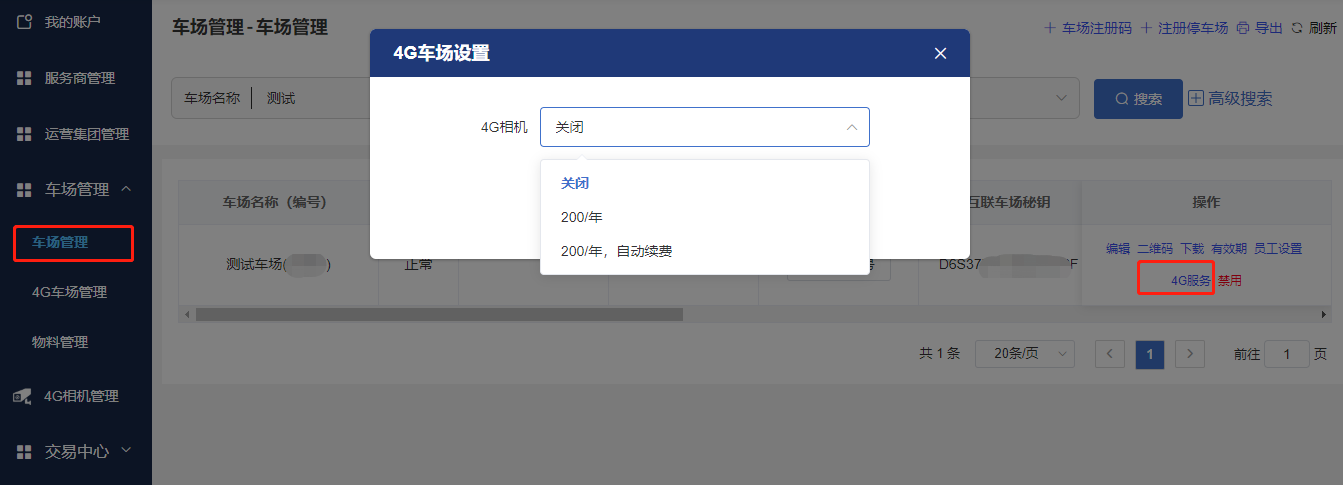 我的账户
服务商管理
运营集团管理
车场管理
车场管理
4G车场管理
物料管理
4G相机管理
交易中心
车场管理 - 车场管理
车场注册码 注册停车场 导出 刷新
车场名称 测试
搜索 高级搜索
4G车场设置
4G相机 关闭
关闭
200/年
200/年，自动续费
车场名称（编号） 互联车场秘钥 操作
测试车场( ) 正常 D6S37 F
编辑 二维码 下载 有效期 员工设置
4G服务 禁用
共 1 条 20条/页 1 前往 1 页